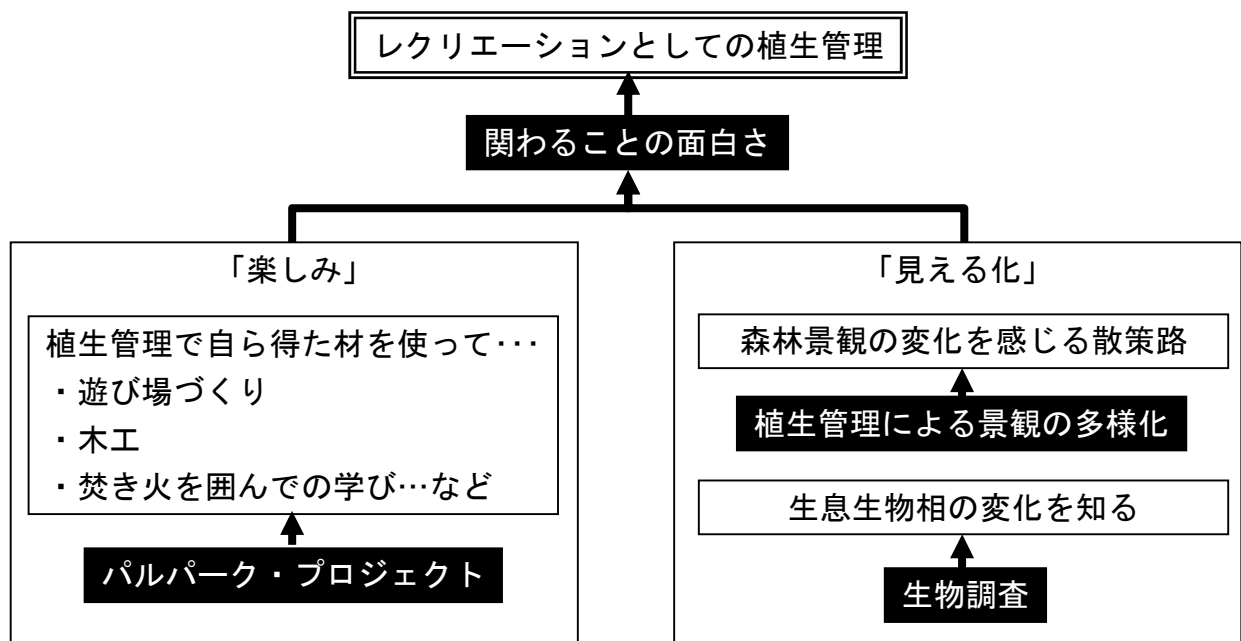 レクリエーションとしての植生管理
関わることの面白さ
「楽しみ」
植生管理で自ら得た材を使って･･･
・遊び場づくり
・木工
・焚き火を囲んでの学び…など
パルパーク・プロジェクト
「見える化」
森林景観の変化を感じる散策路
植生管理による景観の多様化
生息生物相の変化を知る
生物調査